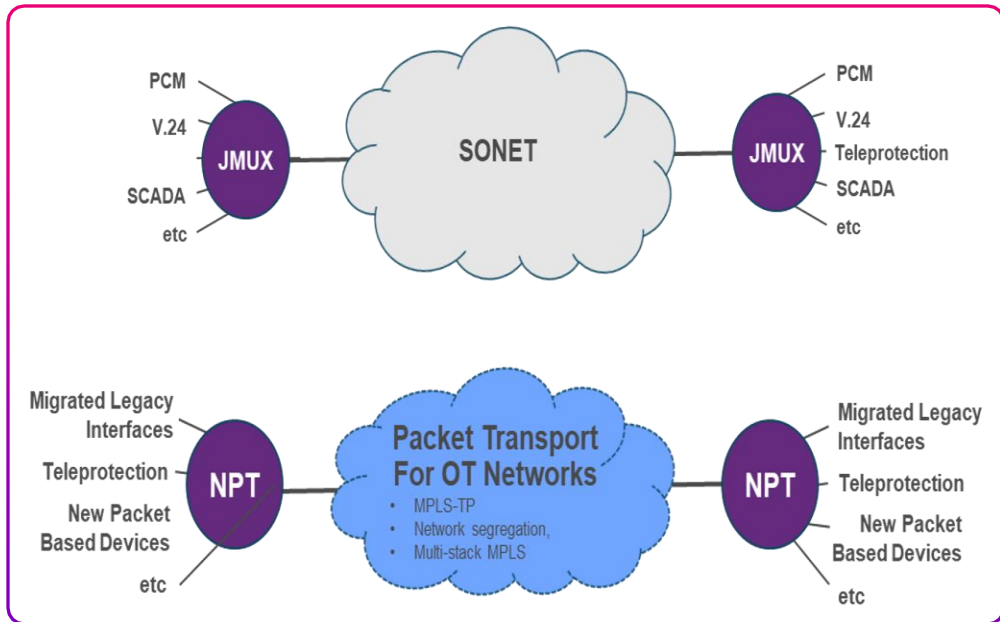 PCM
V.24
SCADA
etc
JMUX
SONET
JMUX
PCM
V.24
Teleprotection
SCADA
etc
Migrated Legacy
Interfaces
Teleprotection
New Packet
Based Devices
etc
NPT
Packet Transport
For OT Networks
• MPLS-TP
• Network segregation,
• Multi-stack MPLS
NPT
Migrated Legacy
Interfaces
Teleprotection
New Packet
Based Devices
etc